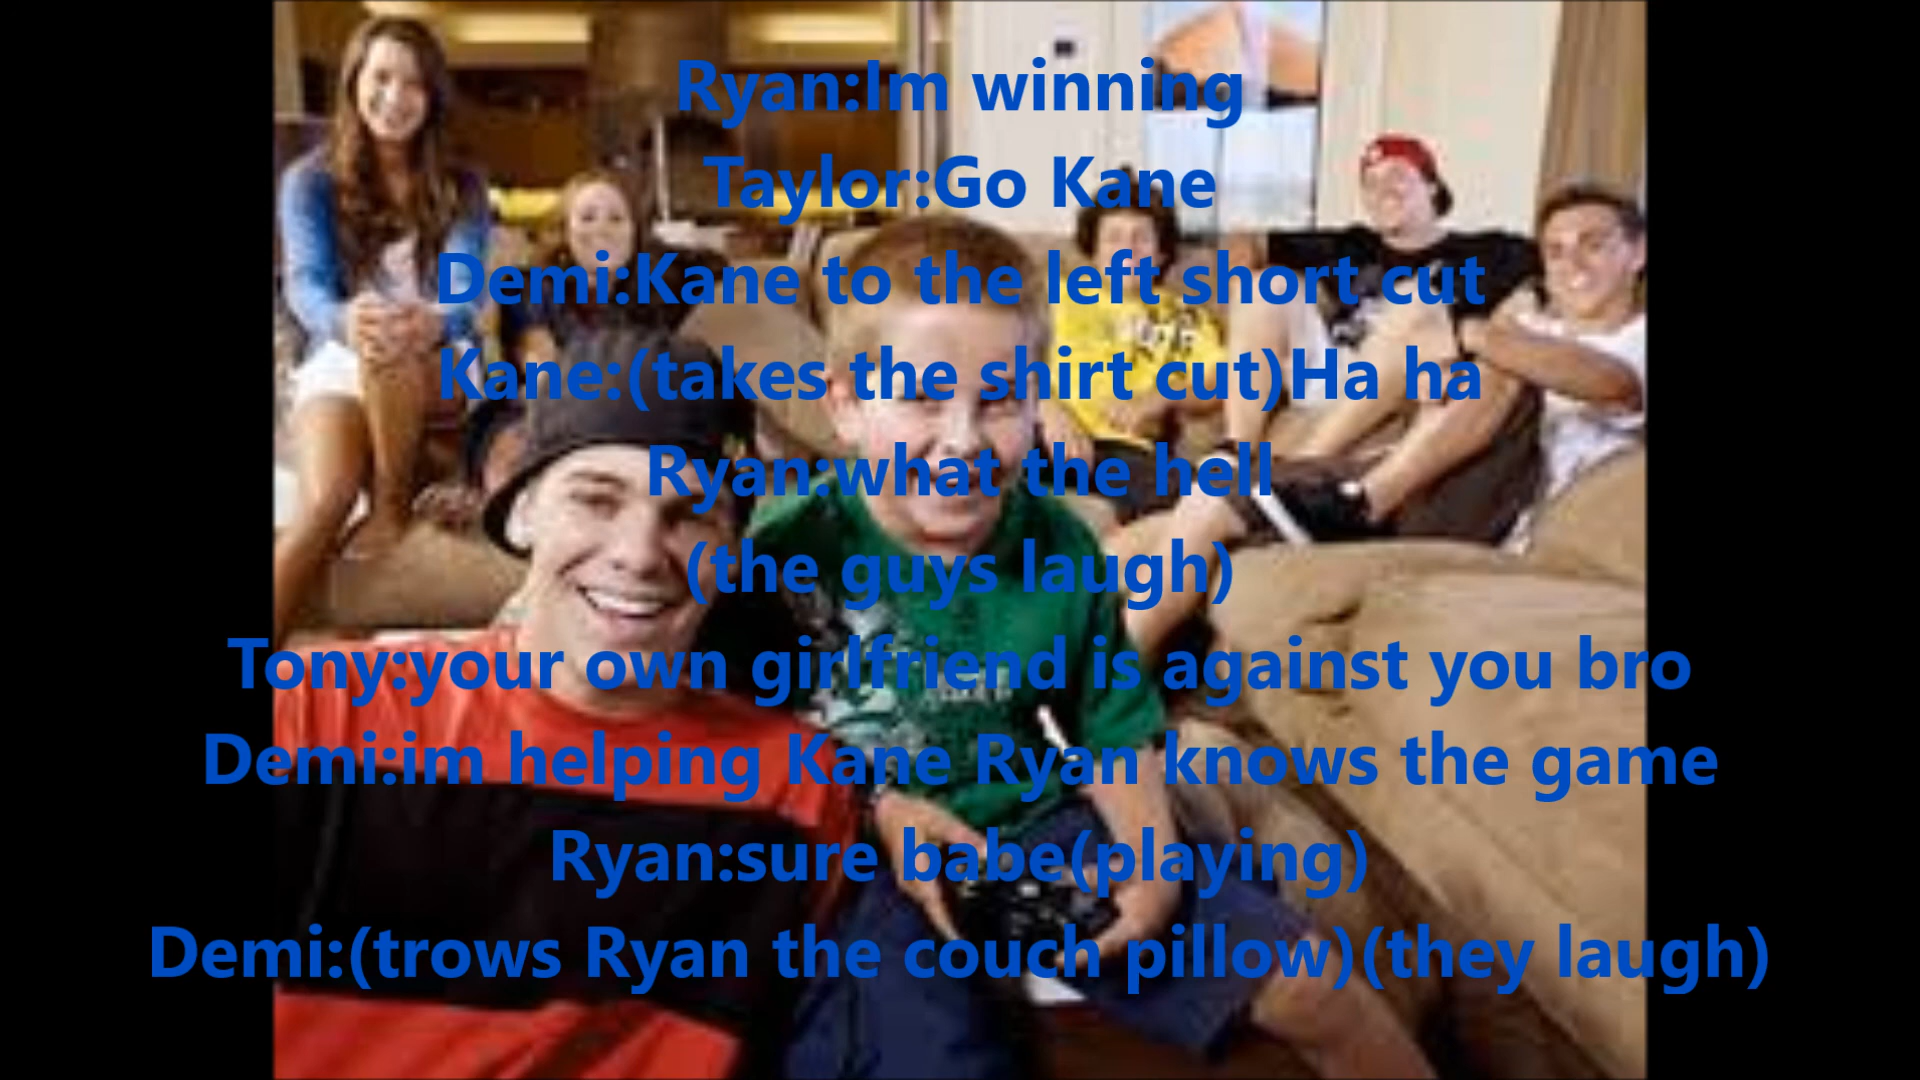 Ryan:Im winning
Taylor:Go Kane
Demi:Kane to the left short cut
Kane:(takes the shirt cut)Ha ha
Ryan:what the hell
(the guys laugh)
Tony:your own girlfriend is against you bro
Demi:im helping Kane Ryan knows the game
Ryan:sure babe(playing)
Demi:(trows Ryan the couch pillow)(they laugh)